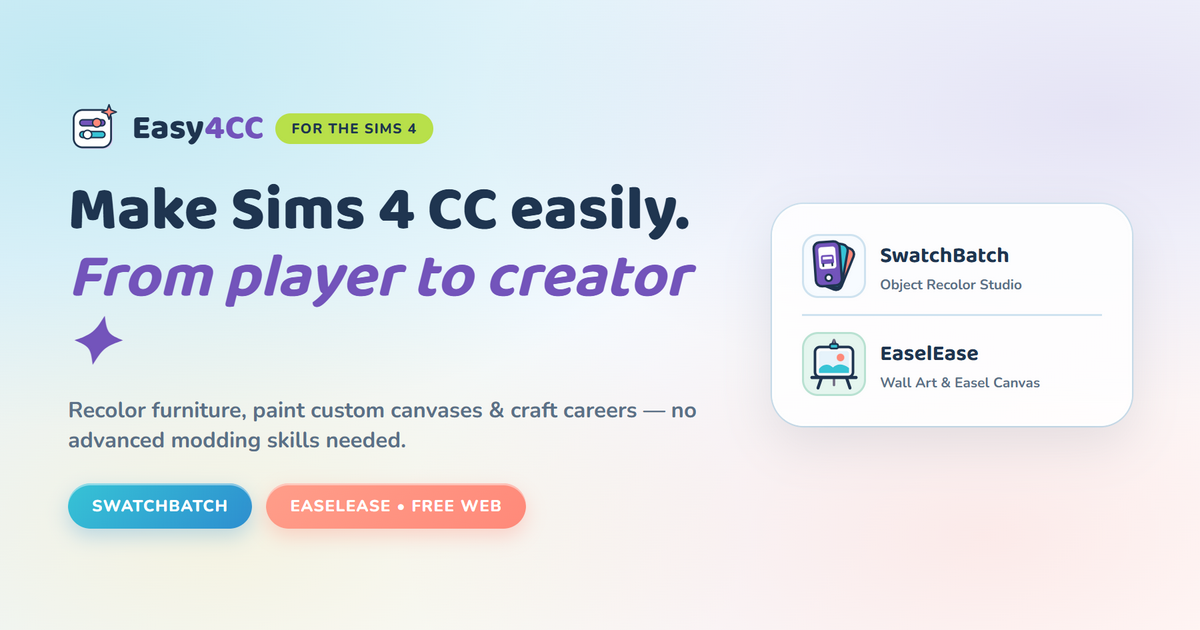 Easy4CC
FOR THE SIMS 4
Make Sims 4 CC easily.
From player to creator
Recolor furniture, paint custom canvases & craft careers — no
advanced modding skills needed.
SWATCHBATCH
EASELEASE • FREE WEB
SwatchBatch
Object Recolor Studio
EaselEase
Wall Art & Easel Canvas